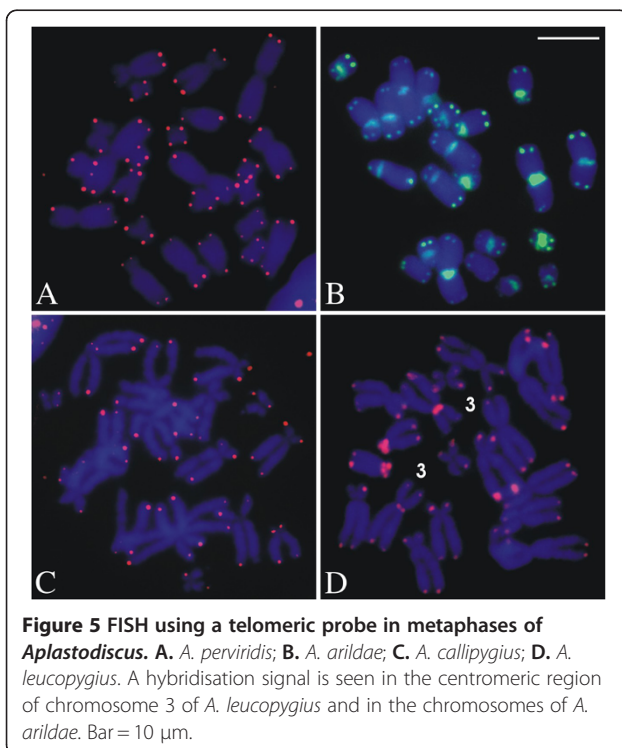 A
B
C
3
3
D
Figure 5 FISH using a telomeric probe in metaphases of
Aplastodiscus. A. A. perviridis; B. A. arildae; C. A. callipygius; D. A.
leucopygius. A hybridisation signal is seen in the centromeric region
of chromosome 3 of A. leucopygius and in the chromosomes of A.
arildae. Bar = 10 μm.